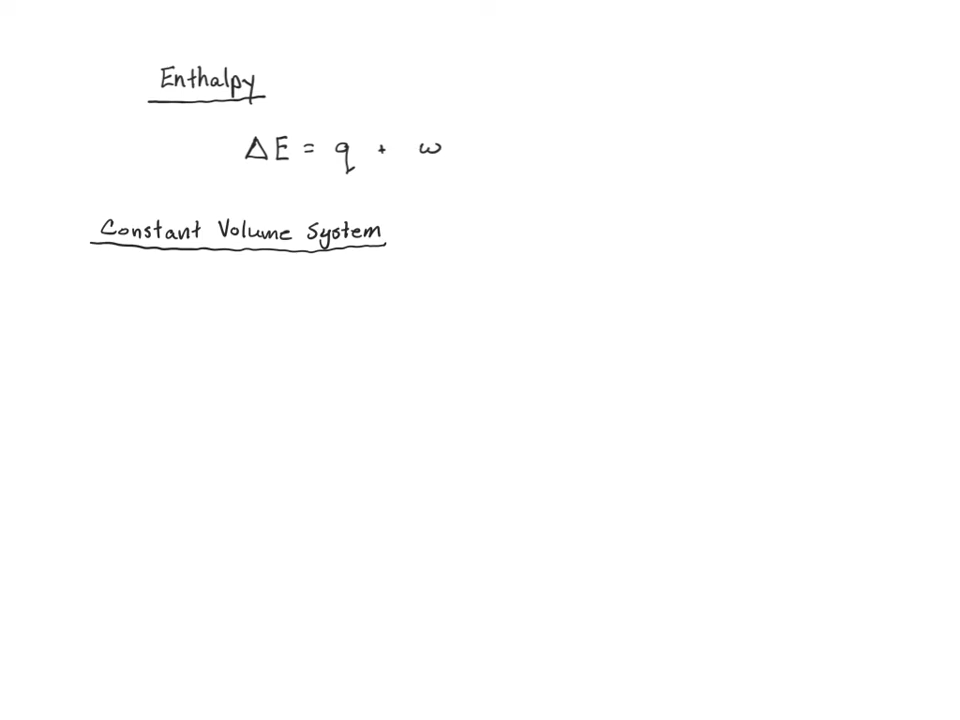 Enthalpy
ΔE = q + w
Constant Volume System